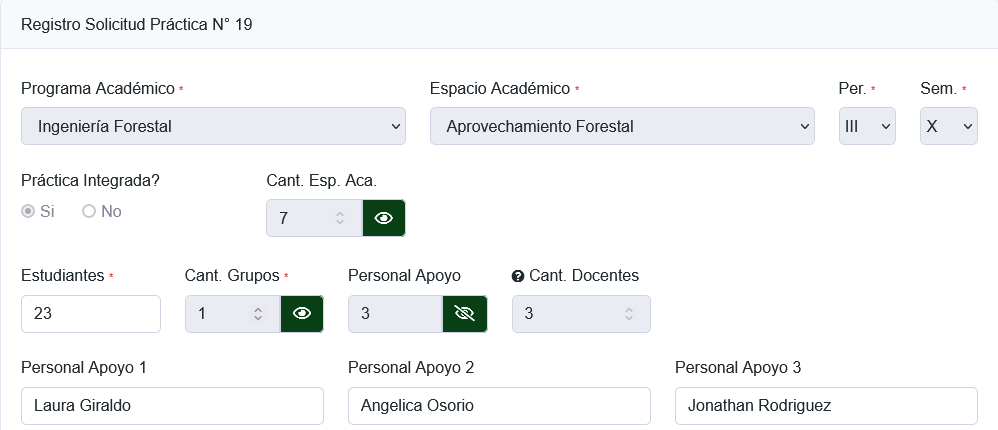 Registro Solicitud Práctica N° 19
Programa Académico * Espacio Académico * Per. * Sem. *
Ingeniería Forestal Aprovechamiento Forestal III X
Práctica Integrada? Cant. Esp. Aca.
Si No 7
Estudiantes * Cant. Grupos * Personal Apoyo ? Cant. Docentes
23 1 3 3
Personal Apoyo 1 Personal Apoyo 2 Personal Apoyo 3
Laura Giraldo Angelica Osorio Jonathan Rodriguez